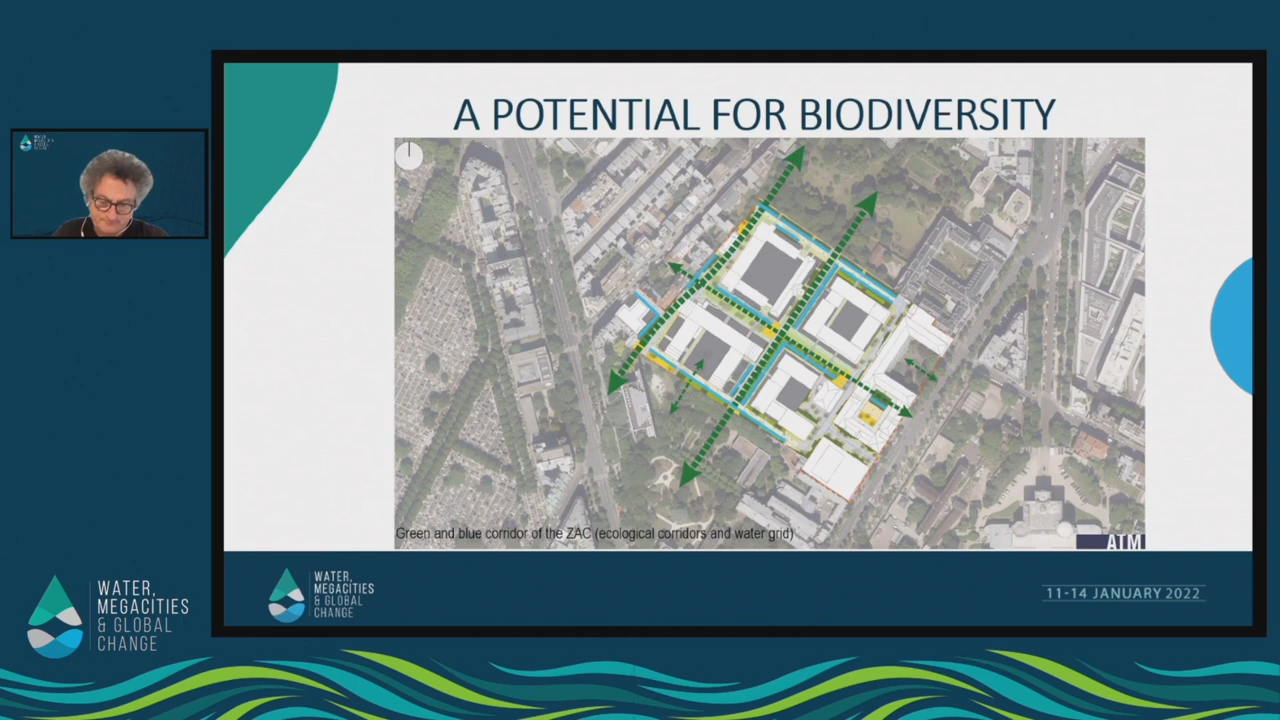 A POTENTIAL FOR BIODIVERSITY
Green and blue corridor of the ZAC (ecological corridors and water grid)
ATM
WATER,
MEGACITIES
& GLOBAL
CHANGE
11-14 JANUARY 2022
WATER,
MEGACITIES
& GLOBAL
CHANGE